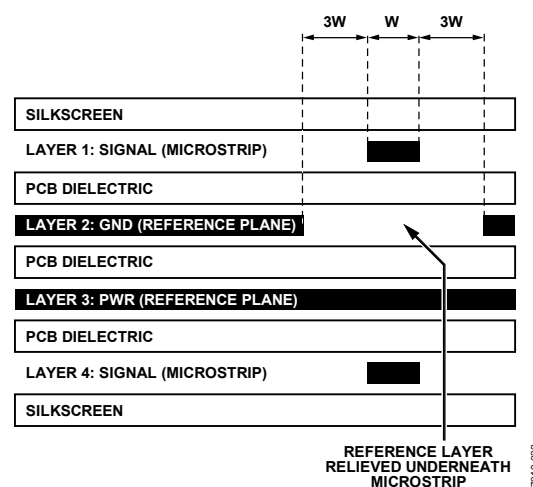 3W W 3W
SILKSCREEN
LAYER 1: SIGNAL (MICROSTRIP)
PCB DIELECTRIC
LAYER 2: GND (REFERENCE PLANE)
PCB DIELECTRIC
LAYER 3: PWR (REFERENCE PLANE)
PCB DIELECTRIC
LAYER 4: SIGNAL (MICROSTRIP)
SILKSCREEN
REFERENCE LAYER
RELIEVED UNDERNEATH
MICROSTRIP